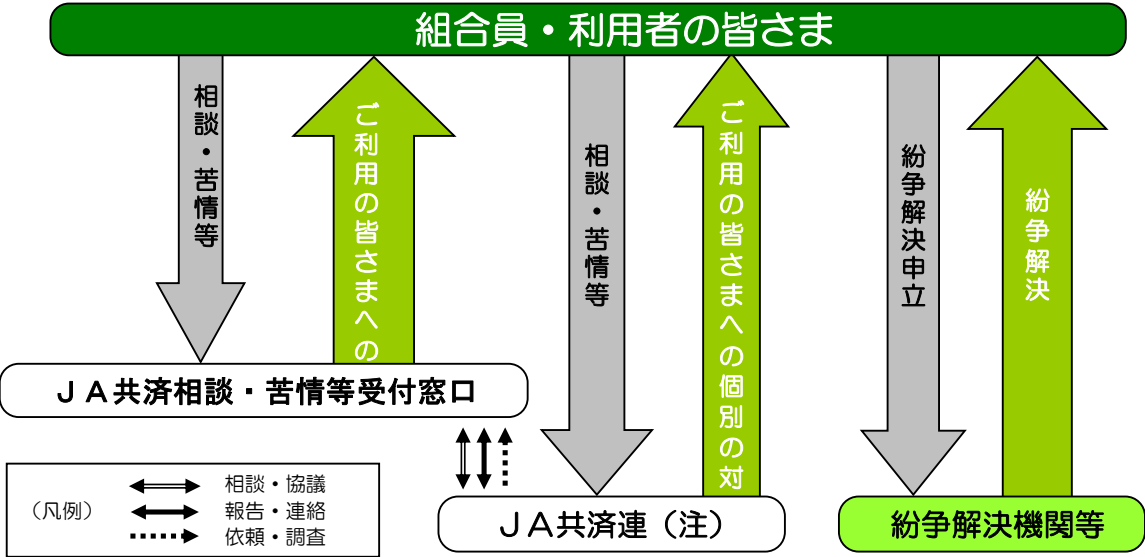 組合員・利用者の皆さま
相談・苦情等
ご利用の皆さまへの
相談・苦情等
ご利用の皆さまへの個別の対
紛争解決申立
紛争解決
ＪＡ共済相談・苦情等受付窓口
（凡例）
相談・協議
報告・連絡
依頼・調査
ＪＡ共済連（注）
紛争解決機関等